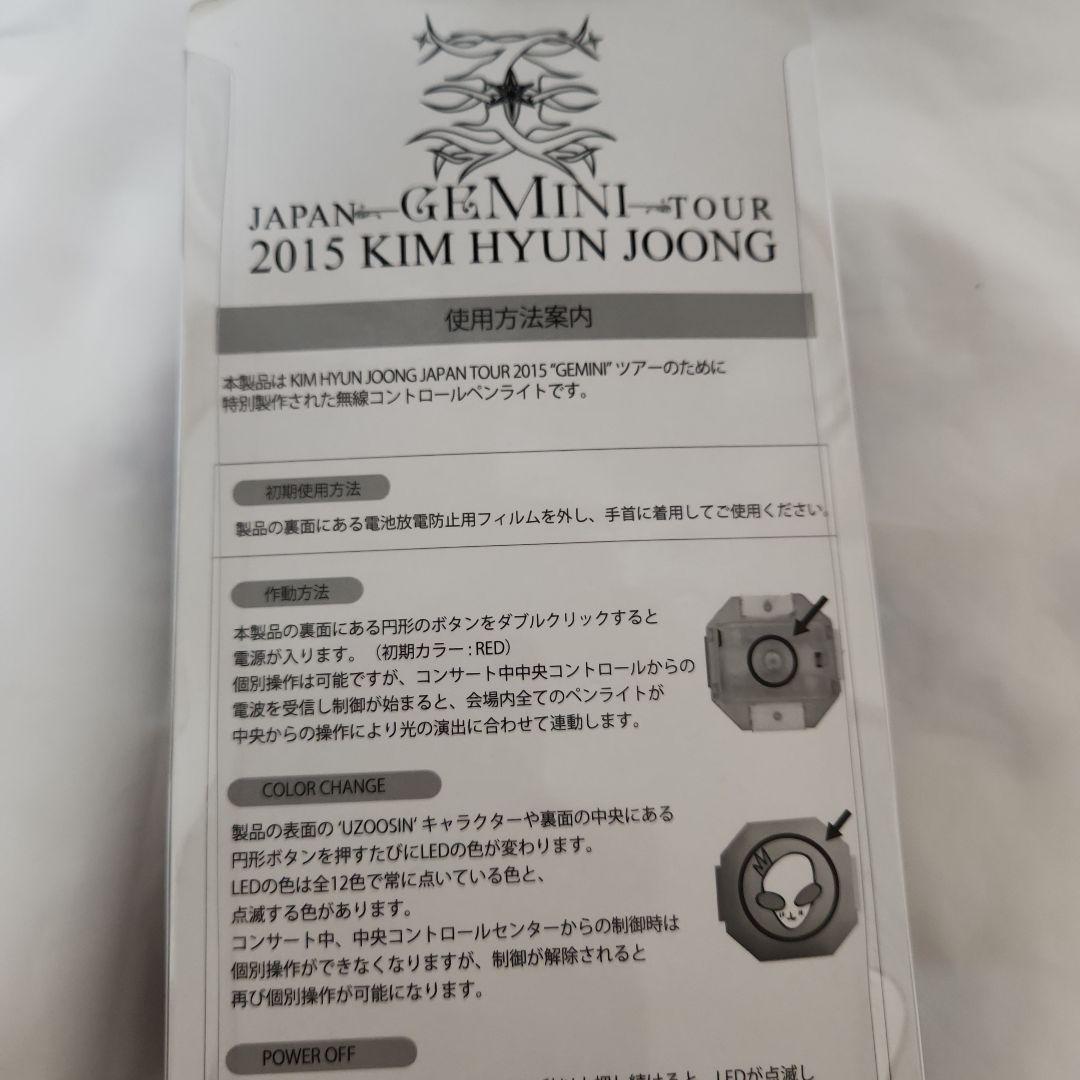 JAPAN GEMINI TOUR
2015 KIM HYUN JOONG
使用方法案内
本製品は KIM HYUN JOONG JAPAN TOUR 2015 “GEMINI” ツアーのために
特別製作された無線コントロールペンライトです。
初期使用方法
製品の裏面にある電池放電防止用フィルムを外し、手首に着用してご使用ください。
作動方法
本製品の裏面にある円形のボタンをダブルクリックすると
電源が入ります。（初期カラー : RED）
個別操作は可能ですが、コンサート中中央コントロールからの
電波を受信し制御が始まると、会場内全てのペンライトが
中央からの操作により光の演出に合わせて連動します。
COLOR CHANGE
製品の表面の ‘UZOOSIN‘ キャラクターや裏面の中央にある
円形ボタンを押すたびにLEDの色が変わります。
LEDの色は全12色で常に点いている色と、
点滅する色があります。
コンサート中、中央コントロールセンターからの制御時は
個別操作ができなくなりますが、制御が解除されると
再び個別操作が可能になります。
POWER OFF
押し続けると、LEDが点滅し